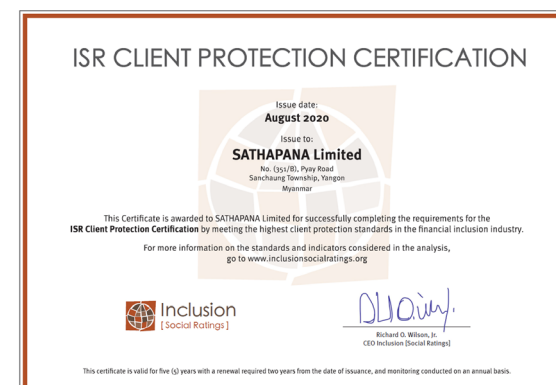 ISR CLIENT PROTECTION CERTIFICATION
Issue date:
August 2020
Issue to:
SATHAPANA Limited
No. (351/B), Pyay Road
Sanchaung Township, Yangon
Myanmar
This Certificate is awarded to SATHAPANA Limited for successfully completing the requirements for the
ISR Client Protection Certification by meeting the highest client protection standards in the financial inclusion industry.
For more information on the standards and indicators considered in the analysis,
go to www.inclusionsocialratings.org
Inclusion
[ Social Ratings ]
Richard O. Wilson, Jr.
CEO Inclusion [Social Ratings]
This certificate is valid for five (5) years with a renewal required two years from the date of issuance, and monitoring conducted on an annual basis.